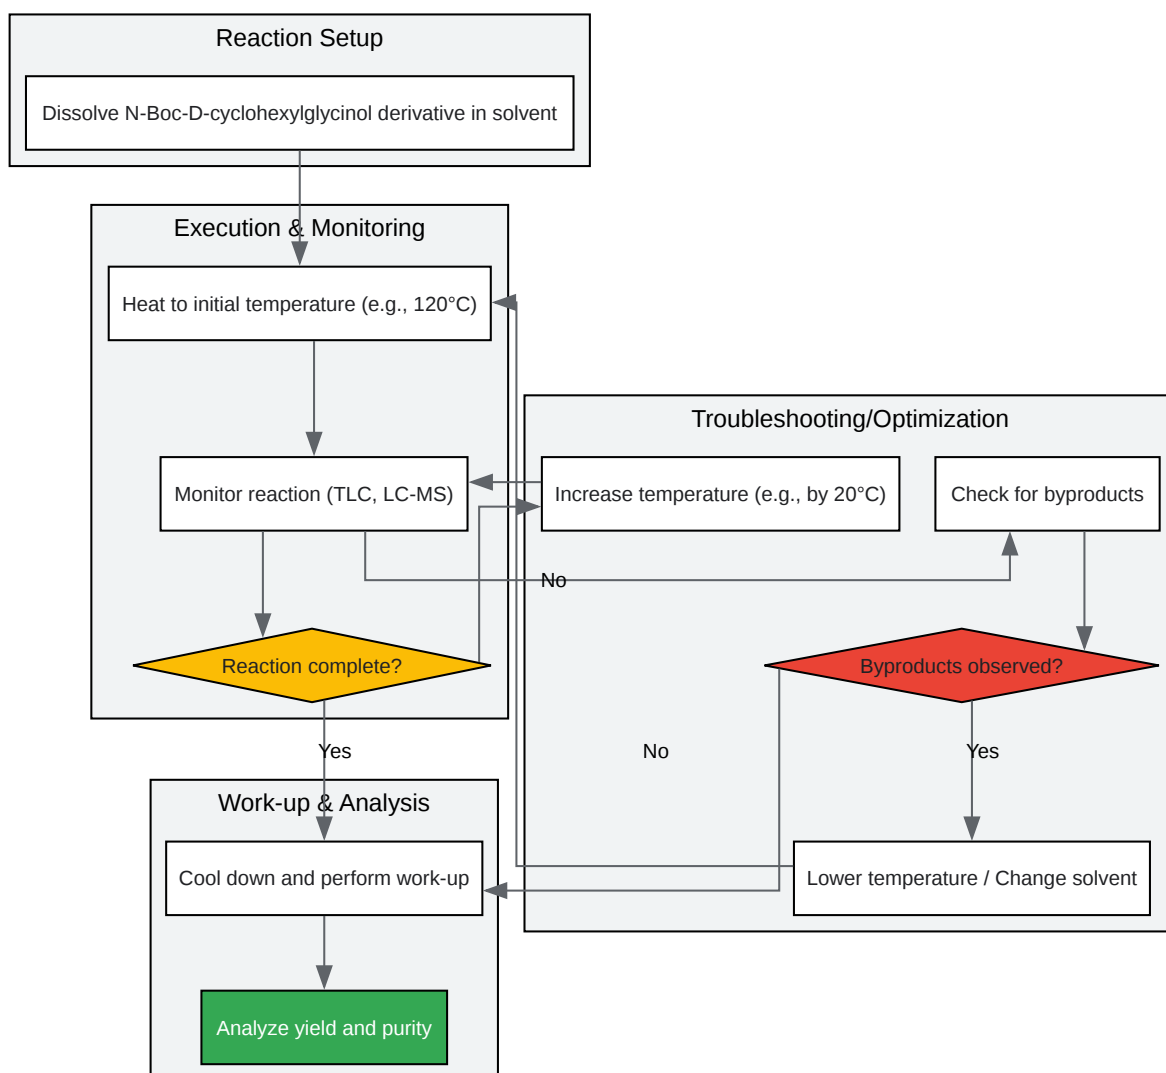 Reaction Setup
Dissolve N-Boc-D-cyclohexylglycinol derivative in solvent
Execution & Monitoring
Heat to initial temperature (e.g., 120°C)
Troubleshooting/Optimization
Monitor reaction (TLC, LC-MS)
Increase temperature (e.g., by 20°C)
Check for byproducts
No
Reaction complete?
Byproducts observed?
Yes
No
Yes
Work-up & Analysis
Cool down and perform work-up
Lower temperature / Change solvent
Analyze yield and purity